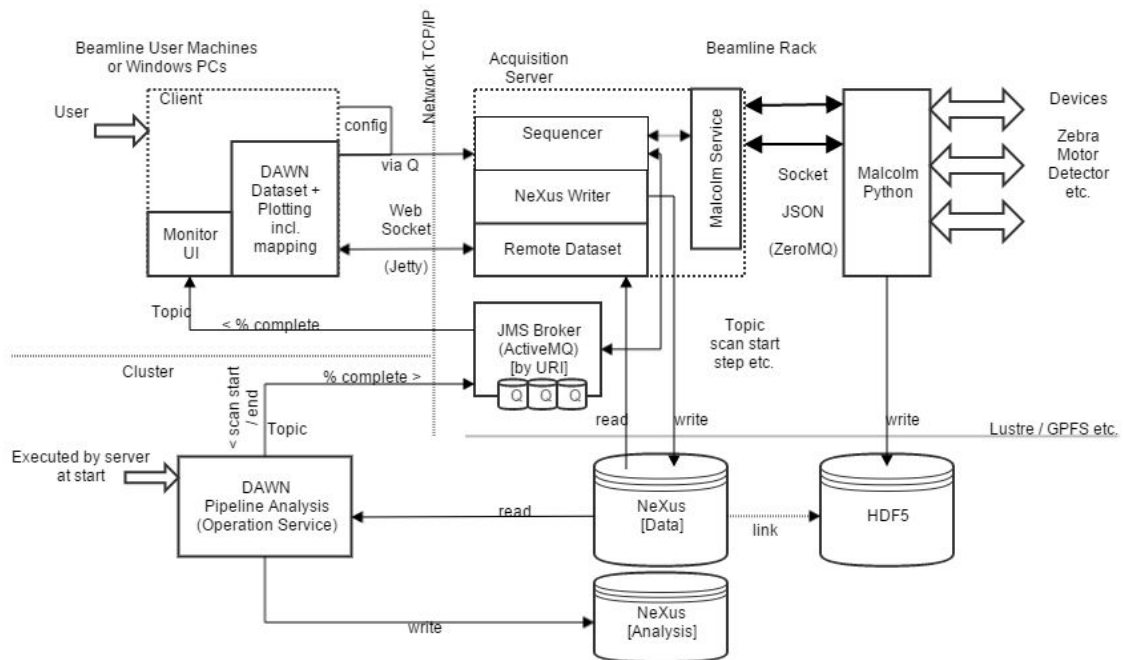 Beamline User Machines
or Windows PCs
Network TCP/IP
Acquisition
Server
Beamline Rack
Client
User
config
via Q
DAWN
Dataset +
Plotting
incl.
mapping
Monitor
UI
Web
Socket
(Jetty)
Sequencer
NeXus Writer
Remote Dataset
Malcolm Service
Socket
JSON
(ZeroMQ)
Malcolm
Python
Devices
Zebra
Motor
Detector
etc.
Topic
< % complete
JMS Broker
(ActiveMQ)
[by URI]
Q Q Q
Topic
scan start
step etc.
Cluster
% complete >
< scan start
/ end
Topic
read
write
write
Lustre / GPFS etc.
Executed by server
at start
DAWN
Pipeline Analysis
(Operation Service)
read
NeXus
[Data]
link
HDF5
write
NeXus
[Analysis]